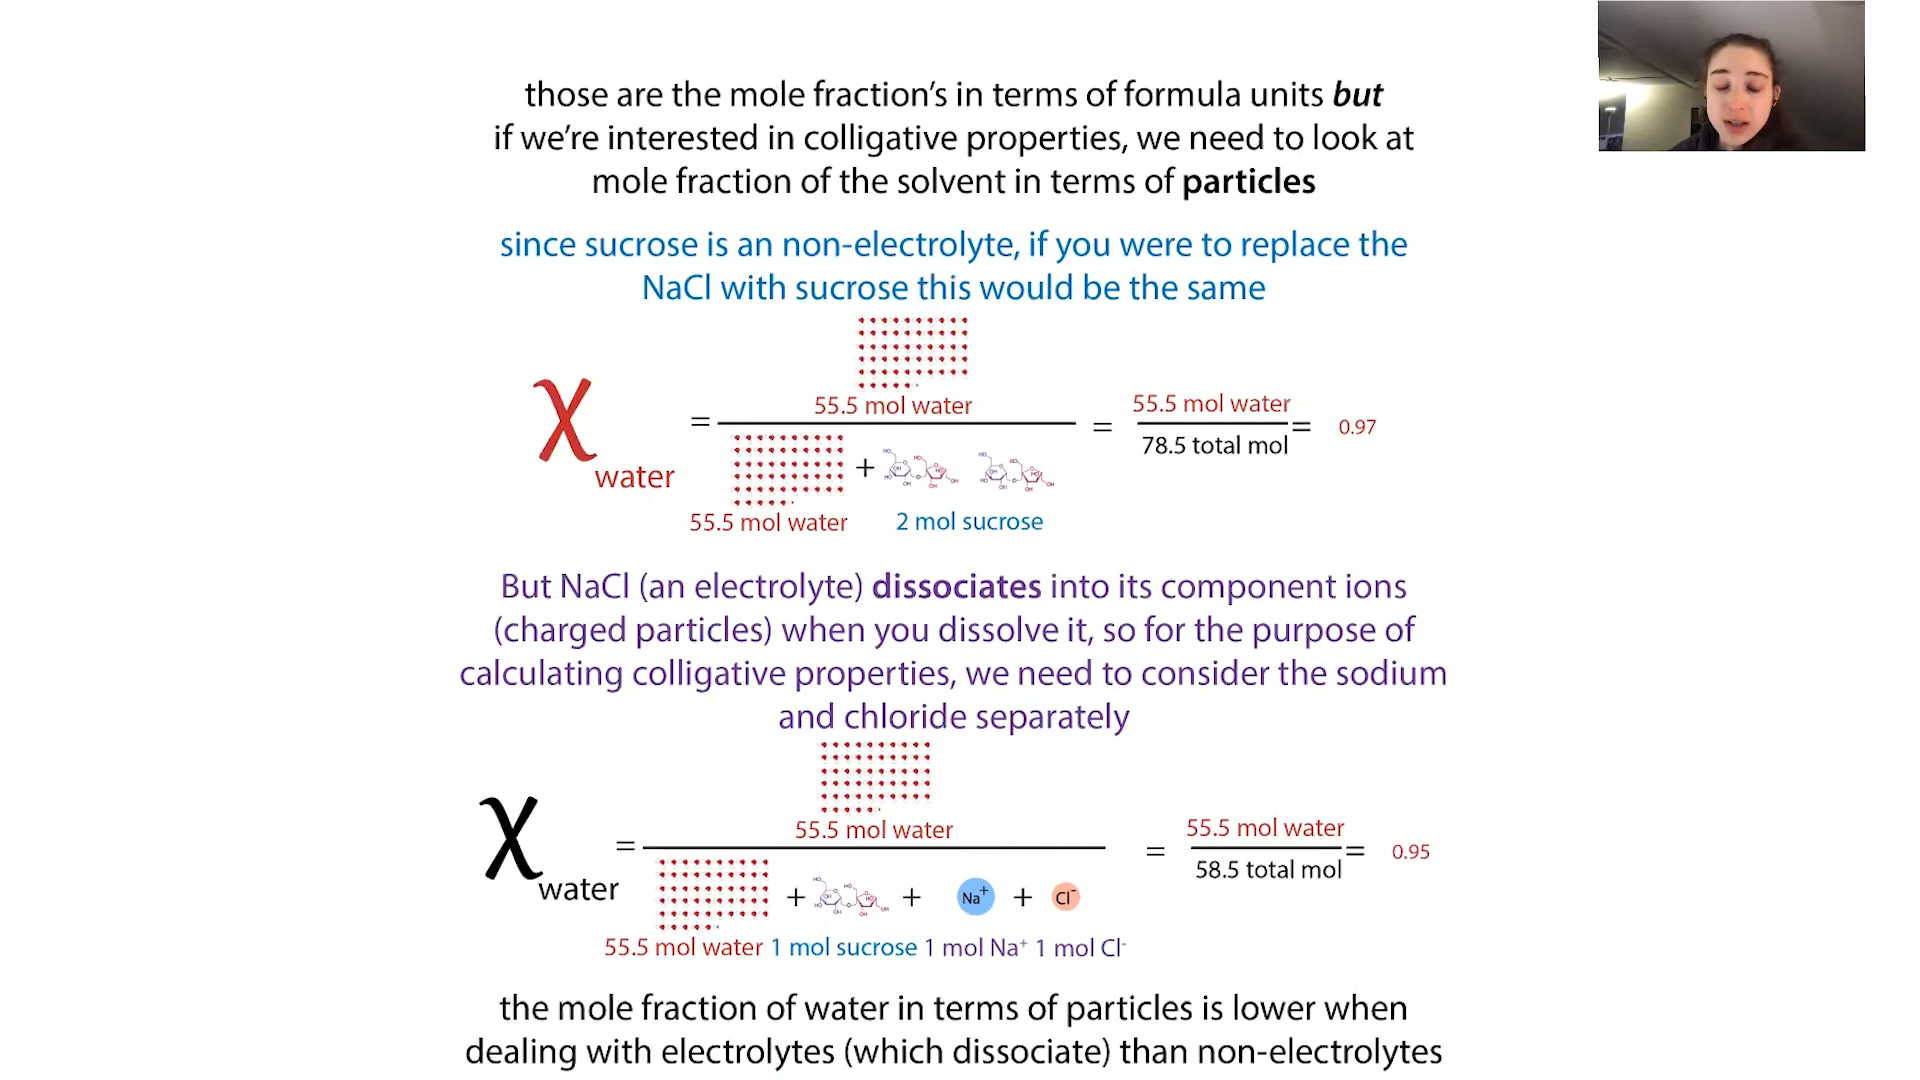 those are the mole fraction's in terms of formula units but
if we're interested in colligative properties, we need to look at
mole fraction of the solvent in terms of particles
since sucrose is an non-electrolyte, if you were to replace the
NaCl with sucrose this would be the same
χ water = 55.5 mol water = 55.5 mol water = 0.97
78.5 total mol
+
55.5 mol water 2 mol sucrose
But NaCl (an electrolyte) dissociates into its component ions
(charged particles) when you dissolve it, so for the purpose of
calculating colligative properties, we need to consider the sodium
and chloride separately
χ water = 55.5 mol water = 55.5 mol water = 0.95
58.5 total mol
+ + Na+ + Cl-
55.5 mol water 1 mol sucrose 1 mol Na+ 1 mol Cl-
the mole fraction of water in terms of particles is lower when
dealing with electrolytes (which dissociate) than non-electrolytes